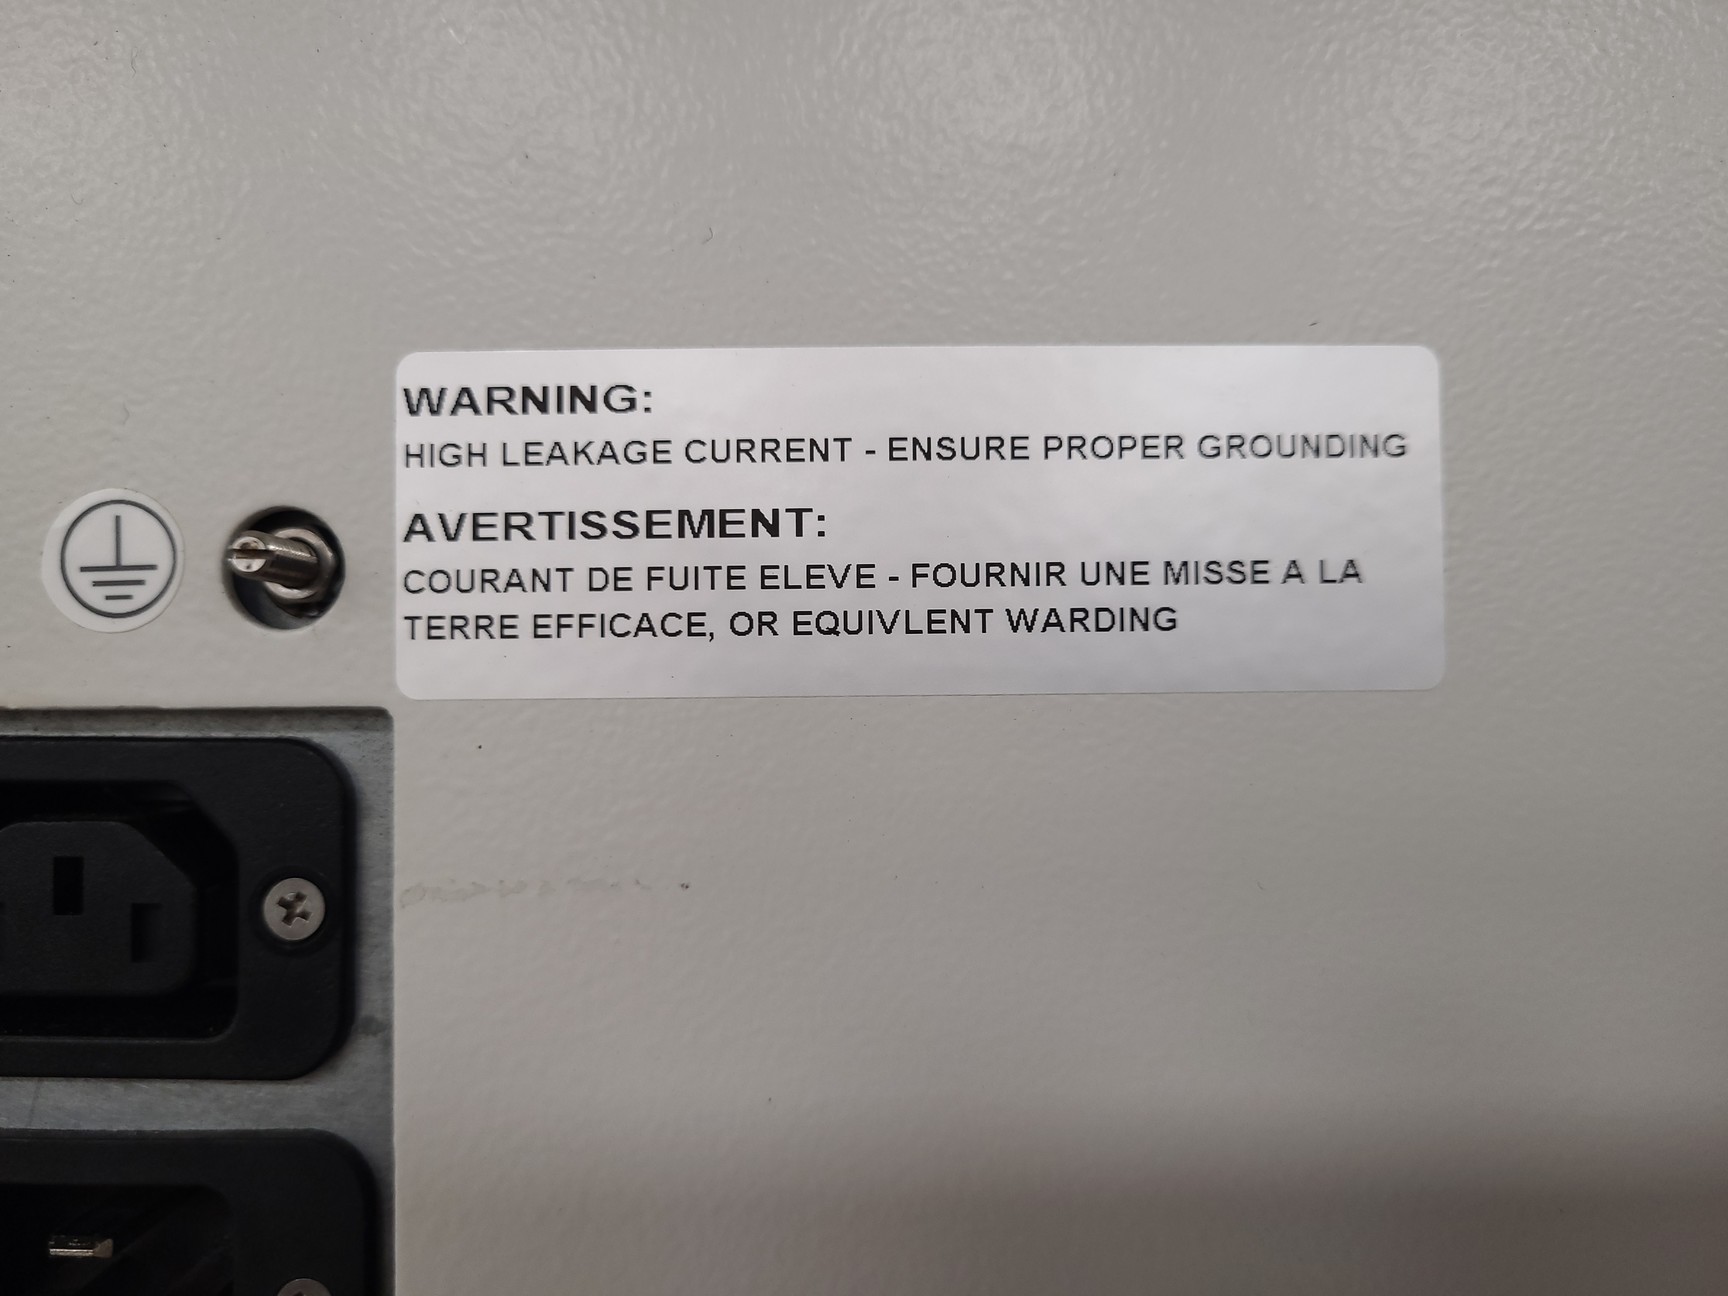 WARNING:
HIGH LEAKAGE CURRENT - ENSURE PROPER GROUNDING
AVERTISSEMENT:
COURANT DE FUITE ELEVE - FOURNIR UNE MISSE A LA
TERRE EFFICACE, OR EQUIVLENT WARDING